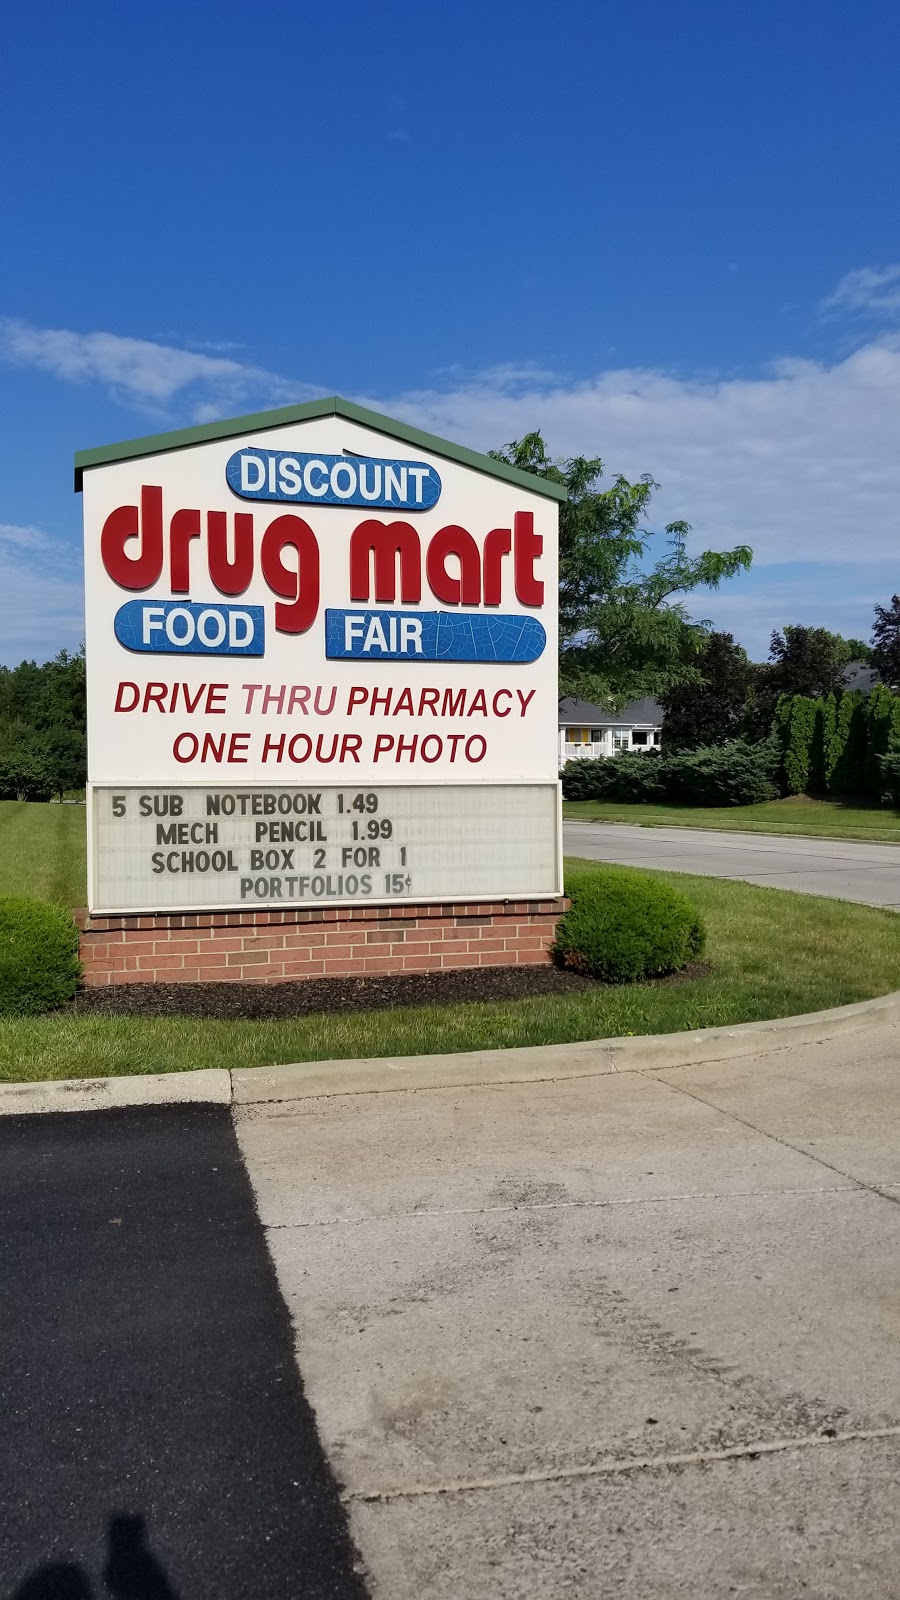 DISCOUNT
drug mart
FOOD FAIR
DRIVE THRU PHARMACY
ONE HOUR PHOTO
5 SUB NOTEBOOK 1.49
MECH PENCIL 1.99
SCHOOL BOX 2 FOR 1
PORTFOLIOS 15¢